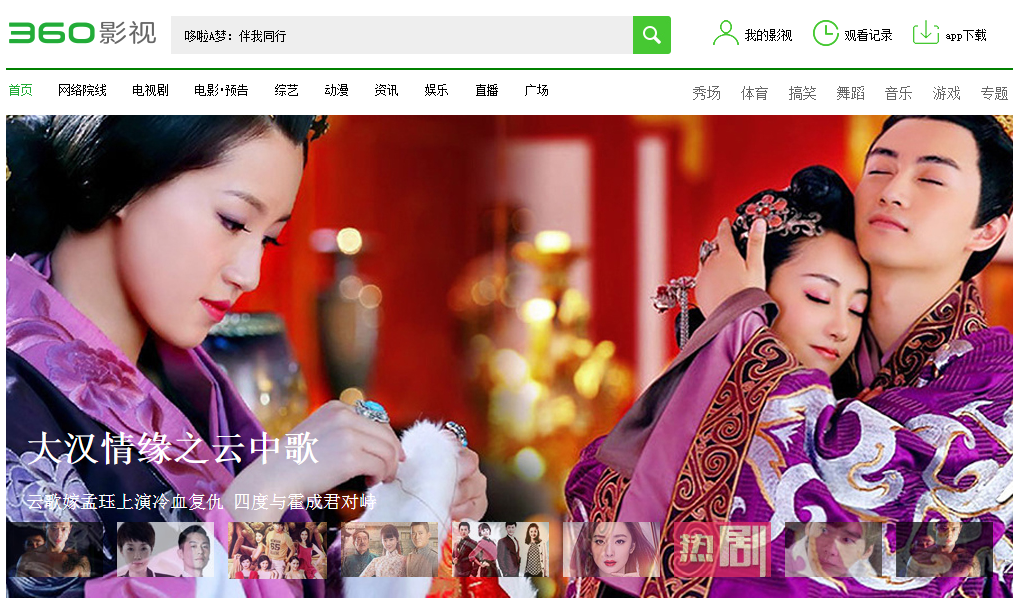 360影视
哆啦A梦：伴我同行
我的影视 观看记录 app下载
首页 网络院线 电视剧 电影·预告 综艺 动漫 资讯 娱乐 直播 广场
秀场 体育 搞笑 舞蹈 音乐 游戏 专题
大汉情缘之云中歌
云歌嫁孟珏上演冷血复仇 四度与霍成君对峙
热剧